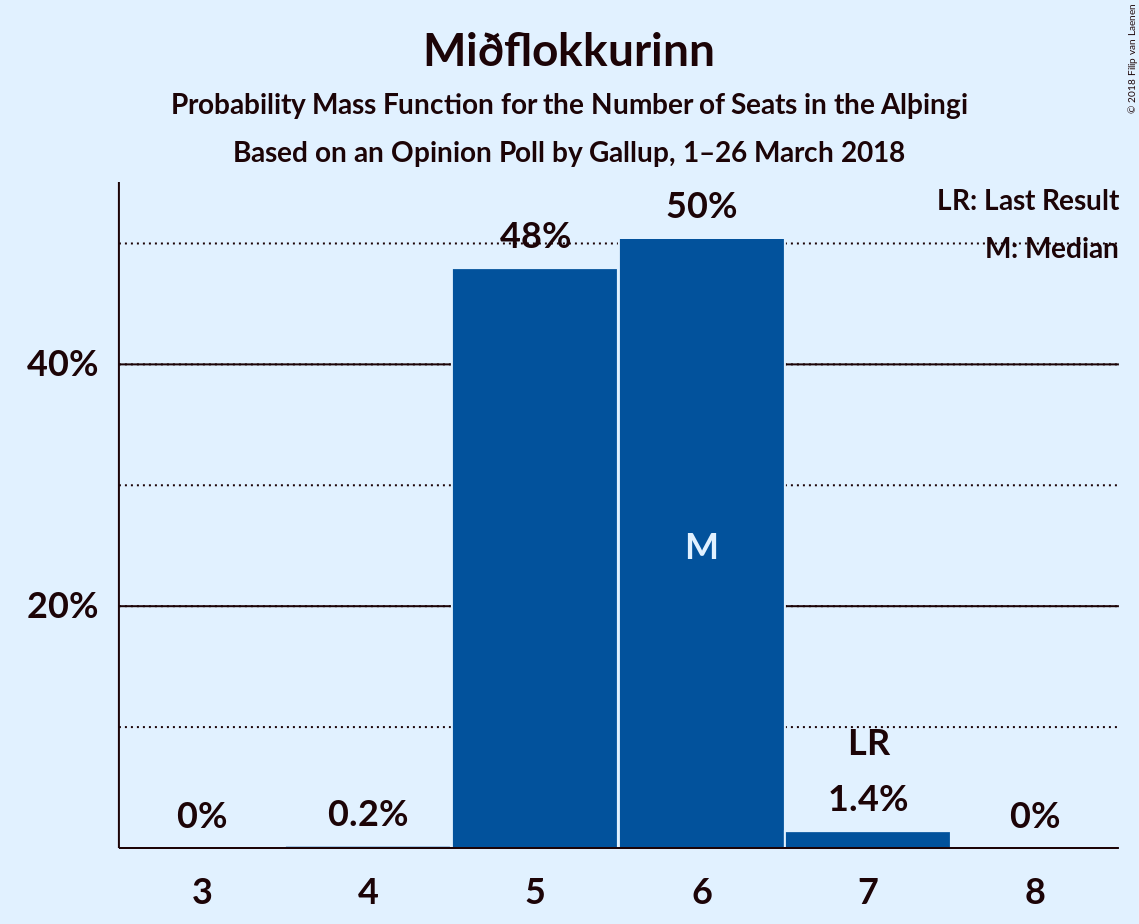 Miðflokkurinn
Probability Mass Function for the Number of Seats in the Alþingi
Based on an Opinion Poll by Gallup, 1–26 March 2018
© 2018 Filip van Laenen
LR: Last Result
M: Median
40%
20%
0%
0.2%
48%
50%
M
LR
1.4%
0%
3 4 5 6 7 8